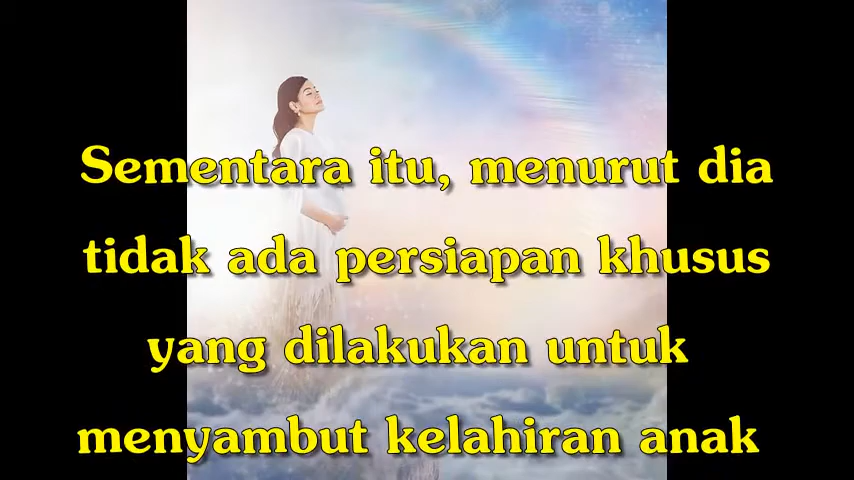 Sementara itu, menurut dia
tidak ada persiapan khusus
yang dilakukan untuk
menyambut kelahiran anak